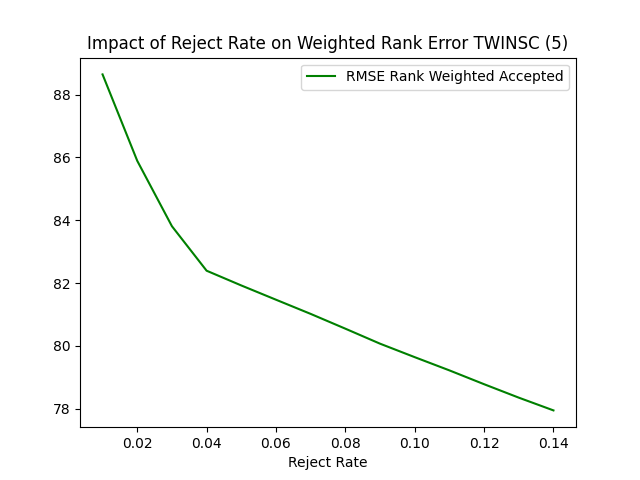 Impact of Reject Rate on Weighted Rank Error TWINSC (5)
RMSE Rank Weighted Accepted
88
86
84
82
80
78
0.02 0.04 0.06 0.08 0.10 0.12 0.14
Reject Rate